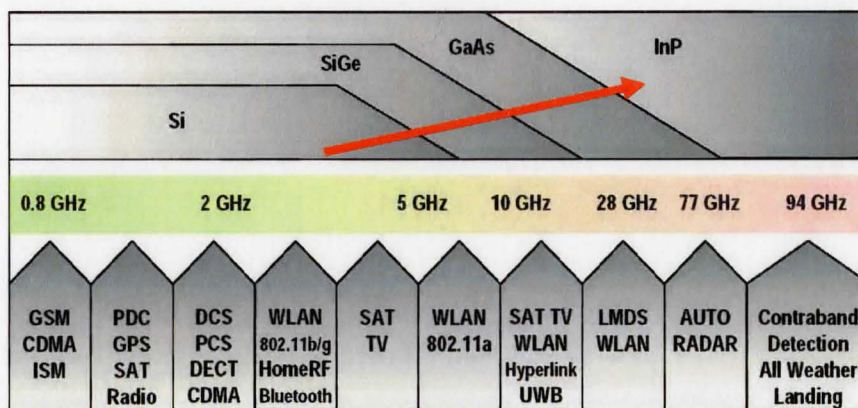 GaAs
InP
SiGe
Si
0.8 GHz 2 GHz 5 GHz 10 GHz 28 GHz 77 GHz 94 GHz
GSM
CDMA
ISM
PDC
GPS
SAT
Radio
DCS
PCS
DECT
CDMA
WLAN
802.11b/g
HomeRF
Bluetooth
SAT
TV
WLAN
802.11a
SAT TV
WLAN
Hyperlink
UWB
LMDS
WLAN
AUTO
RADAR
Contraband
Detection
All Weather
Landing